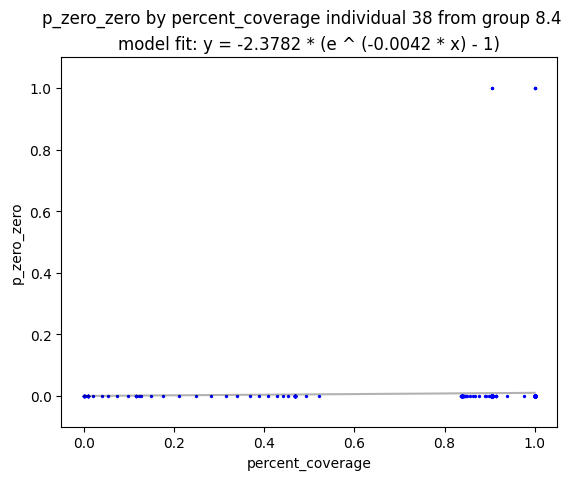 p_zero_zero by percent_coverage individual 38 from group 8.4
model fit: y = -2.3782 * (e ^ (-0.0042 * x) - 1)
1.0
0.8
0.6
0.4
0.2
0.0
p_zero_zero
0.0 0.2 0.4 0.6 0.8 1.0
percent_coverage